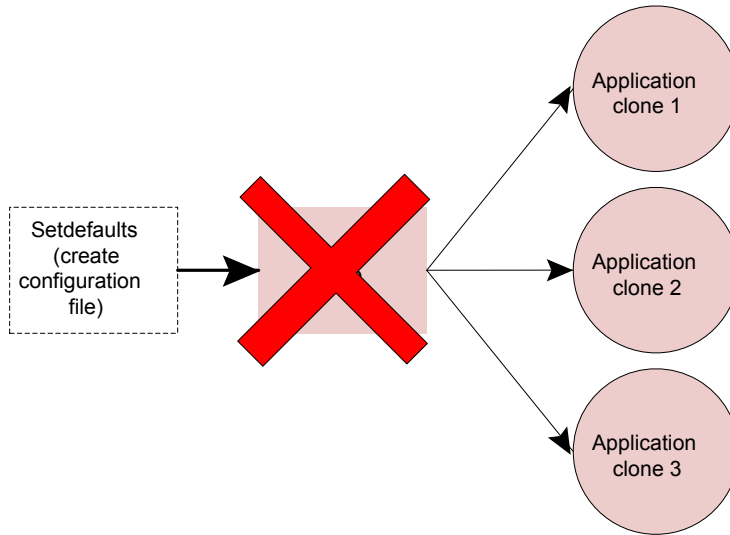 Setdefaults
(create
configuration
file)
Application
clone 1
Application
clone 2
Application
clone 3